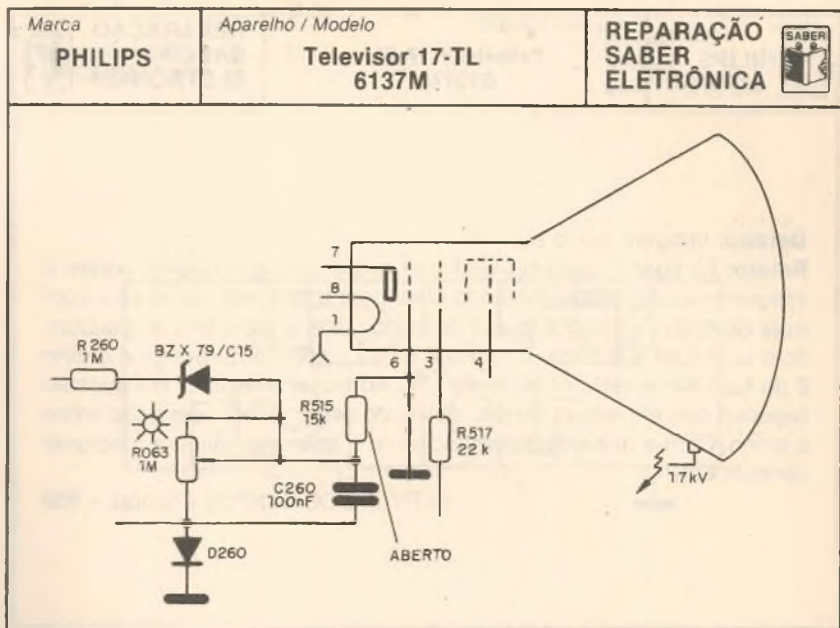 Marca
PHILIPS
Aparelho / Modelo
Televisor 17-TL
6137M
REPARAÇÃO
SABER
ELETRÔNICA
SABER
7
8
1
6 3 4
R260
1M
BZX 79/C15
R063
1M
R515
15k
R517
22 k
C260
100nF
D260
ABERTO
17kV